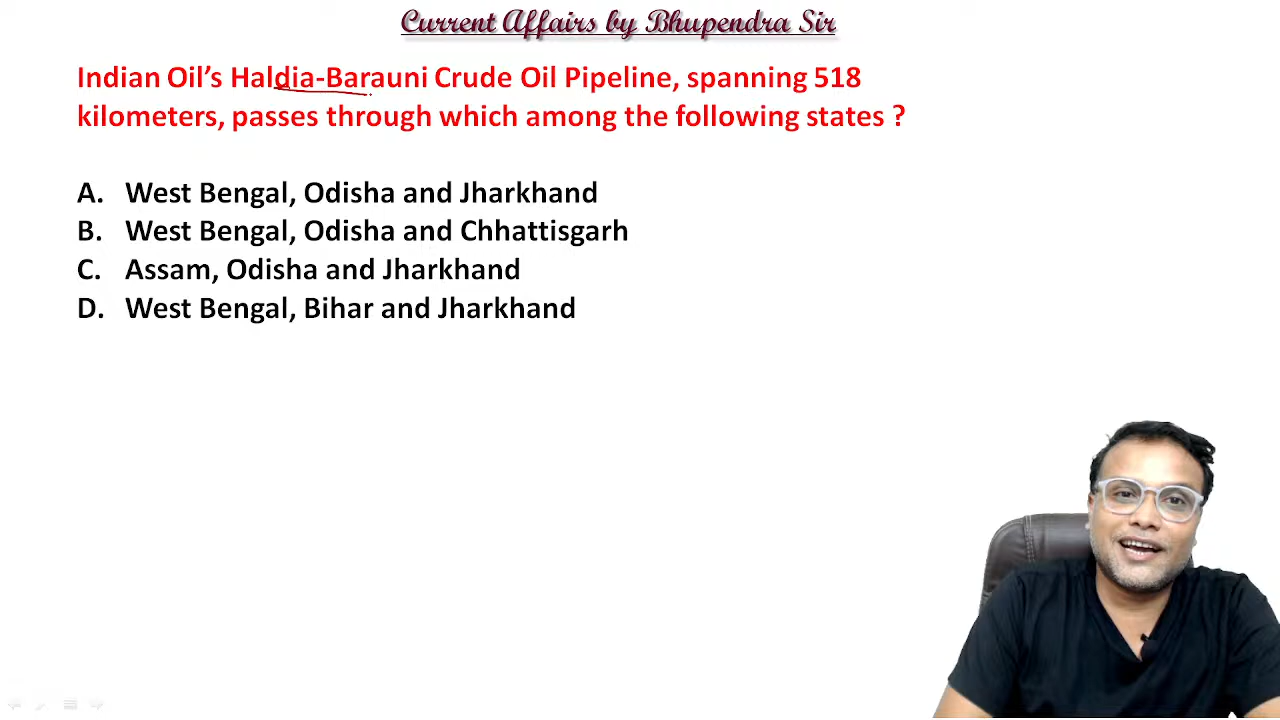 Current Affairs by Bhupendra Sir
Indian Oil’s Haldia-Barauni Crude Oil Pipeline, spanning 518
kilometers, passes through which among the following states ?
A. West Bengal, Odisha and Jharkhand
B. West Bengal, Odisha and Chhattisgarh
C. Assam, Odisha and Jharkhand
D. West Bengal, Bihar and Jharkhand